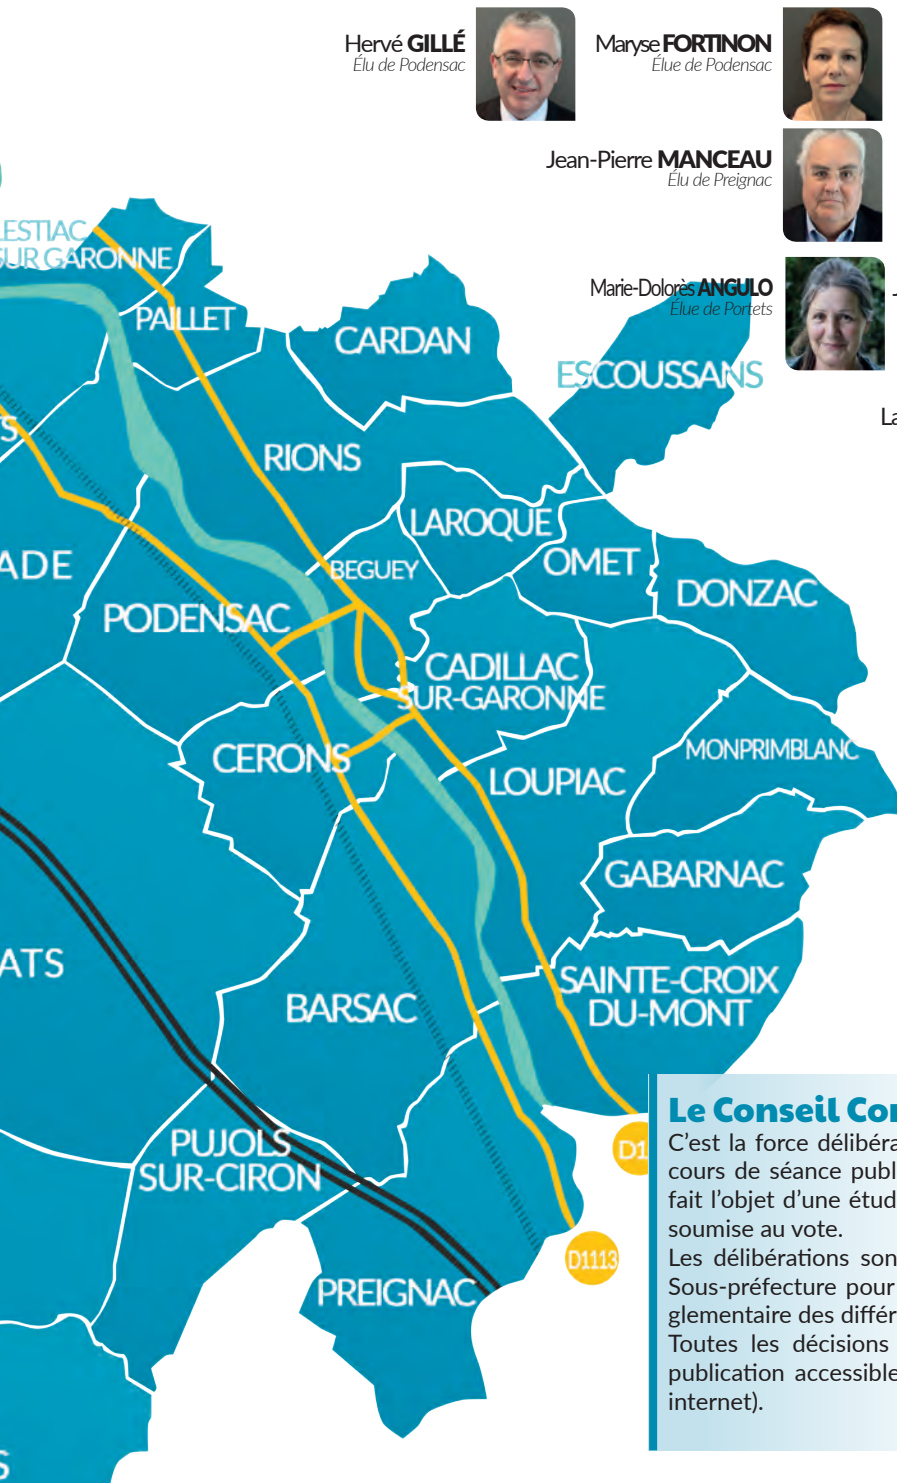 Hervé GILLÉ
Élu de Podensac
Maryse FORTINON
Élue de Podensac
Jean-Pierre MANCEAU
Élu de Preignac
Marie-Dolorès ANGULO
Élue de Portets
La
LESTIAC
SUR GARONNE
PAILLET
CARDAN
ESCOUSSANS
S
RIONS
LAROQUE
BEGUEY
OMET
ADE
DONZAC
PODENSAC
CADILLAC
SUR-GARONNE
CERONS
MONPRIMBLANC
LOUPIAC
GABARNAC
ATS
SAINTE-CROIX
DU-MONT
BARSAC
PUJOLS
SUR-CIRON
D1
D1113
PREIGNAC
S
Le Conseil Co
C’est la force délibér
cours de séance publ
fait l’objet d’une étud
soumise au vote.
Les délibérations son
Sous-préfecture pour
glementaire des différ
Toutes les décisions
publication accessible
internet).